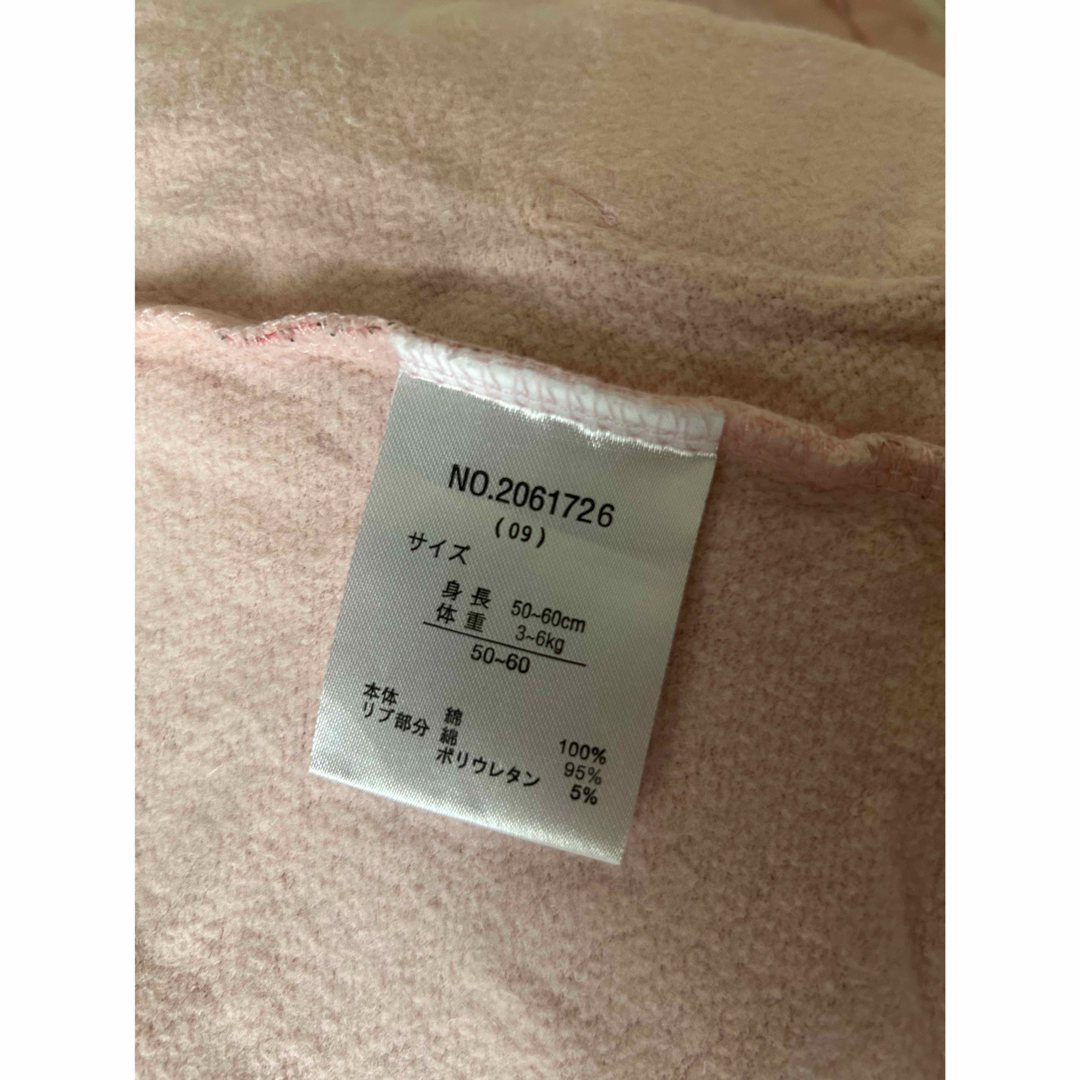 NO.2061726
(09)
サイズ
身長 50~60cm
体重 3~6kg
50~60
本体 綿 100%
リブ部分 綿 95%
ポリウレタン 5%